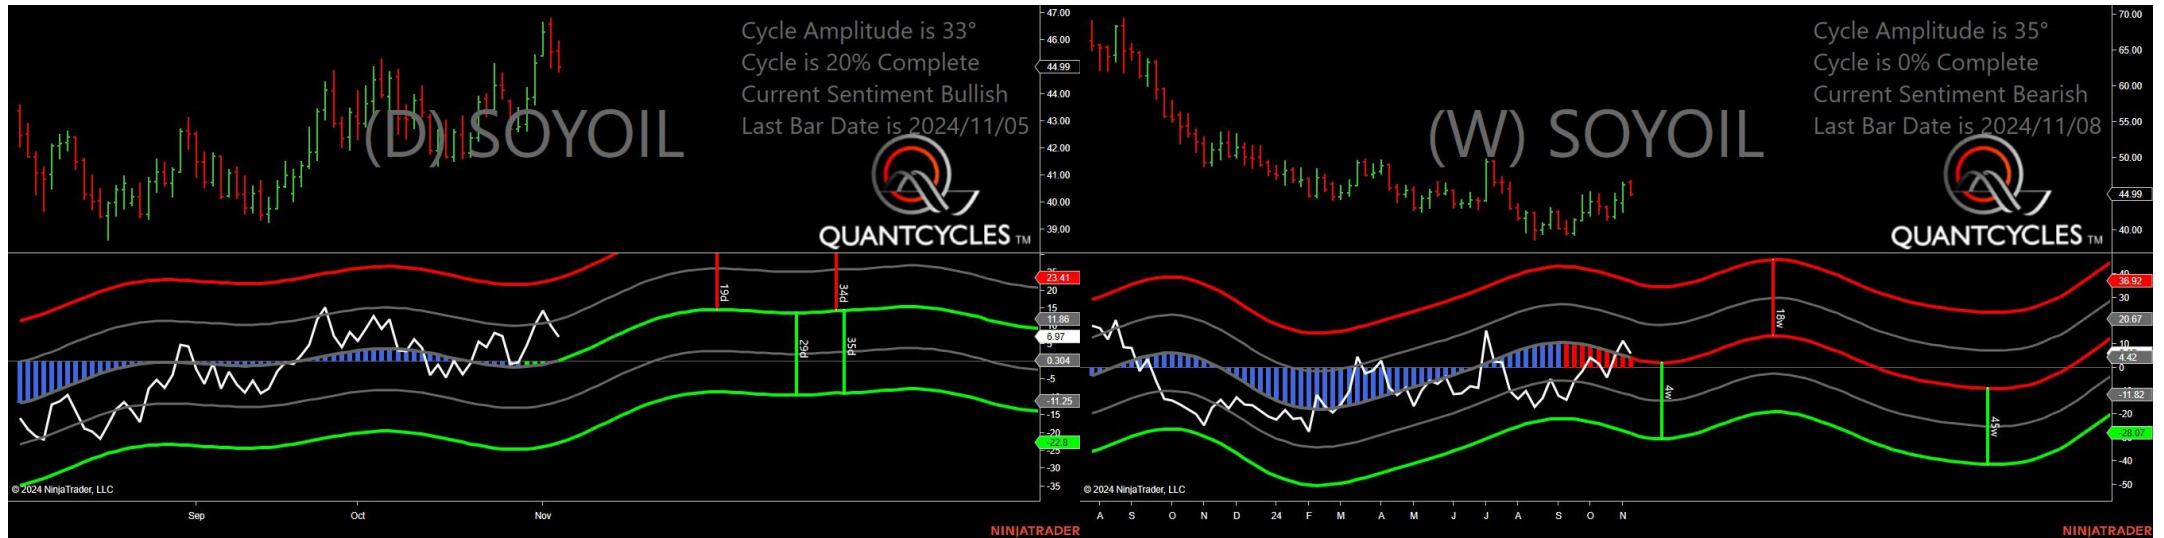 Cycle Amplitude is 33°
Cycle is 20% Complete
Current Sentiment Bullish
Last Bar Date is 2024/11/05
(D) SOYOIL
QUANTCYCLES TM
47.00
46.00
44.99
44.00
43.00
42.00
41.00
40.00
39.00
23.41
20
15
11.86
6.97
0.304
-5
-11.25
-15
-20
-22.8
-25
-30
-35
19d
34d
29d
35d
© 2024 NinjaTrader, LLC
Sep
Oct
Nov
NINJATRADER
Cycle Amplitude is 35°
Cycle is 0% Complete
Current Sentiment Bearish
Last Bar Date is 2024/11/08
(W) SOYOIL
QUANTCYCLES TM
70.00
65.00
60.00
55.00
50.00
44.99
40.00
40
36.92
30
20.67
10
4.42
0
-11.82
-20
-28.07
-40
-50
18w
4w
45w
© 2024 NinjaTrader, LLC
A S O N D 24 F M A M J J A S O N
NINJATRADER